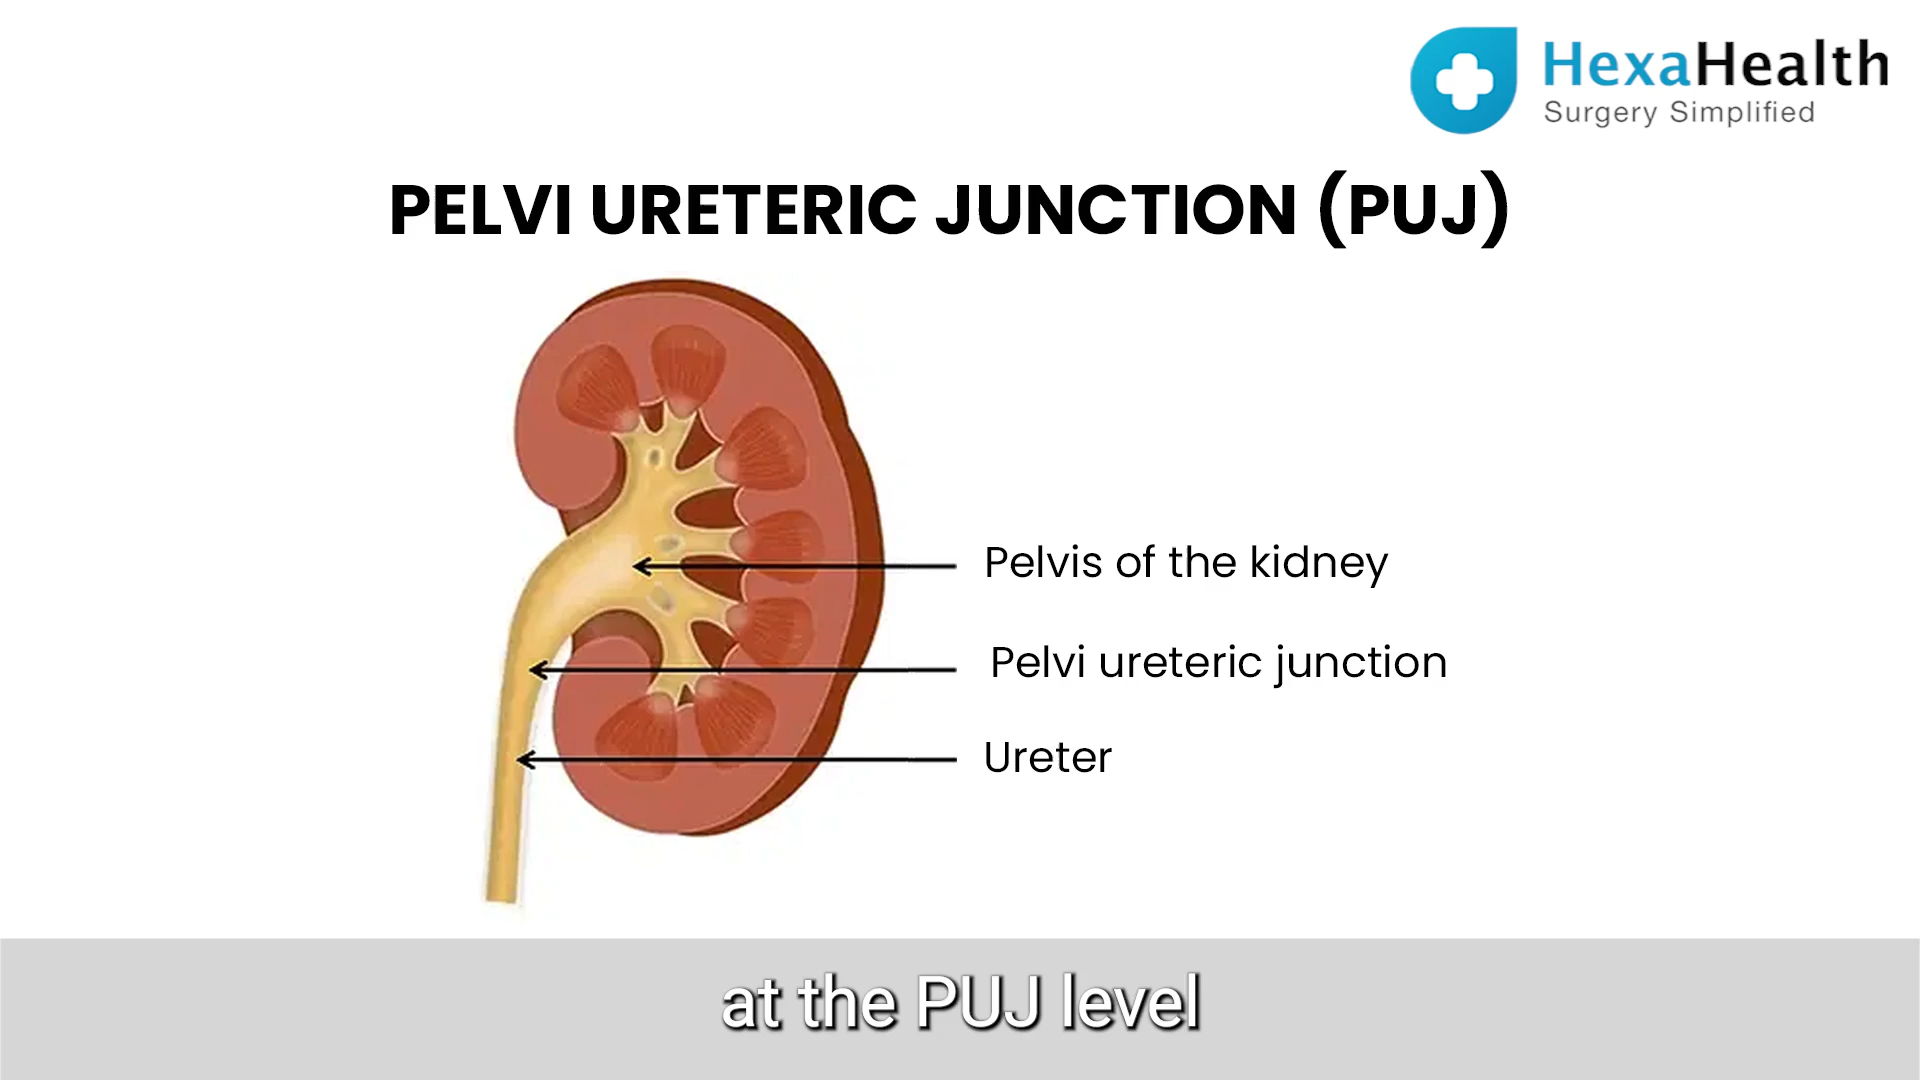 HexaHealth
Surgery Simplified
PELVI URETERIC JUNCTION (PUJ)
Pelvis of the kidney
Pelvi ureteric junction
Ureter
at the PUJ level